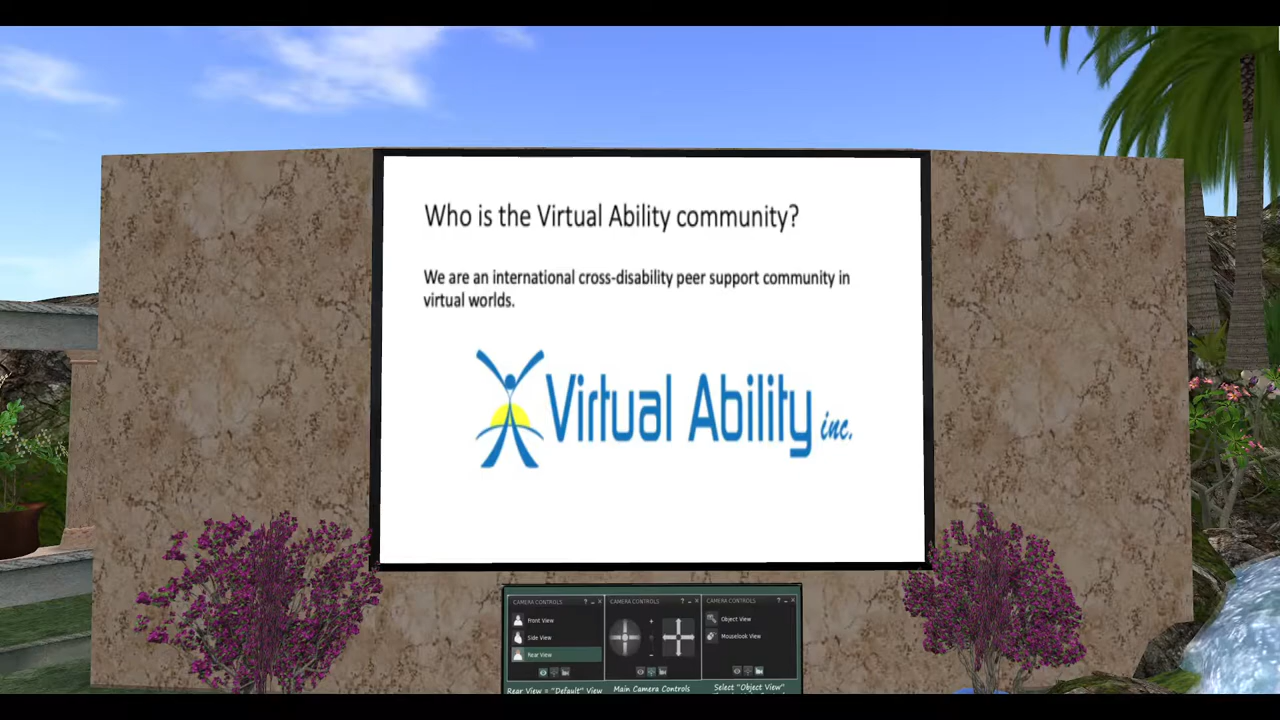 Who is the Virtual Ability community?
We are an international cross-disability peer support community in
virtual worlds.
Virtual Ability inc.
CAMERA CONTROLS ? – ×
Front View
Side View
Rear View
CAMERA CONTROLS ? – ×
+
–
CAMERA CONTROLS ? – ×
Object View
Mouselook View
Rear View = "Default" View
Main Camera Controls
Select "Object View"